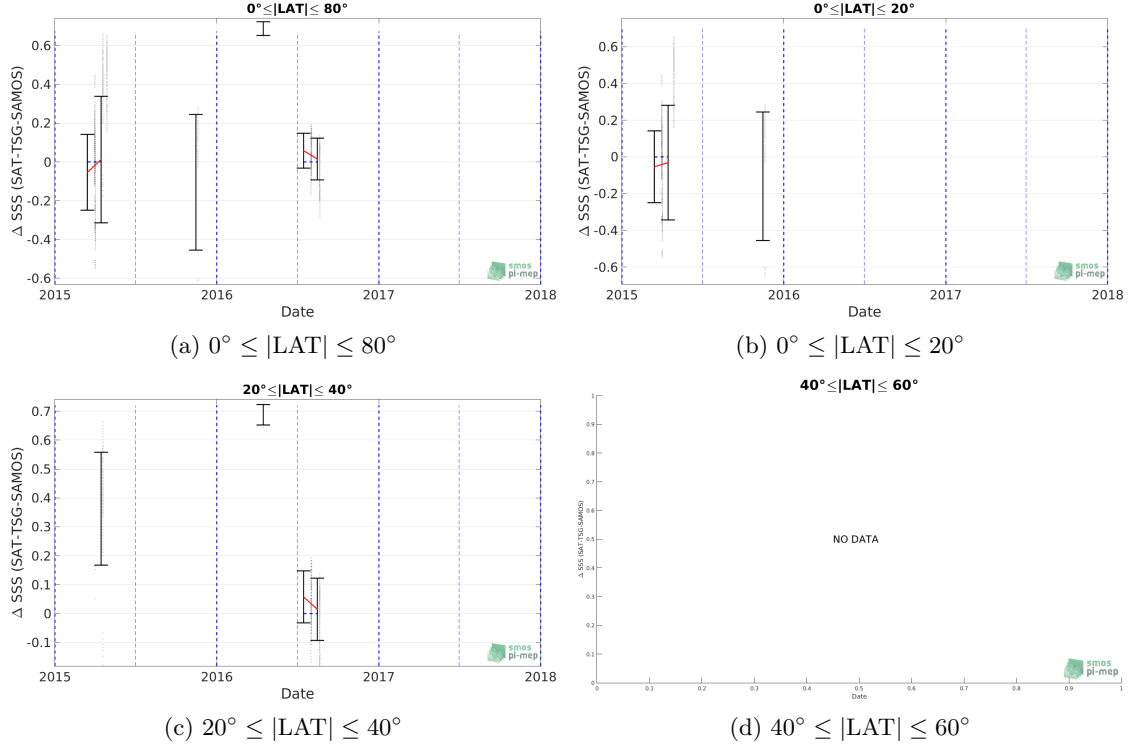 0°≤|LAT|≤ 80°
0.6
0.4
0.2
0
-0.2
-0.4
-0.6
Δ SSS (SAT-TSG-SAMOS)
2015
2016
2017
2018
Date
smos
pi-mep
(a) 0° ≤ |LAT| ≤ 80°
0°≤|LAT|≤ 20°
0.6
0.4
0.2
0
-0.2
-0.4
-0.6
Δ SSS (SAT-TSG-SAMOS)
2015
2016
2017
2018
Date
smos
pi-mep
(b) 0° ≤ |LAT| ≤ 20°
20°≤|LAT|≤ 40°
0.7
0.6
0.5
0.4
0.3
0.2
0.1
0
-0.1
Δ SSS (SAT-TSG-SAMOS)
2015
2016
2017
2018
Date
smos
pi-mep
(c) 20° ≤ |LAT| ≤ 40°
40°≤|LAT|≤ 60°
1
0.9
0.8
0.7
0.6
0.5
0.4
0.3
0.2
0.1
0
Δ SSS (SAT-TSG-SAMOS)
NO DATA
0
0.1
0.2
0.3
0.4
0.5
0.6
0.7
0.8
0.9
1
Date
smos
pi-mep
(d) 40° ≤ |LAT| ≤ 60°